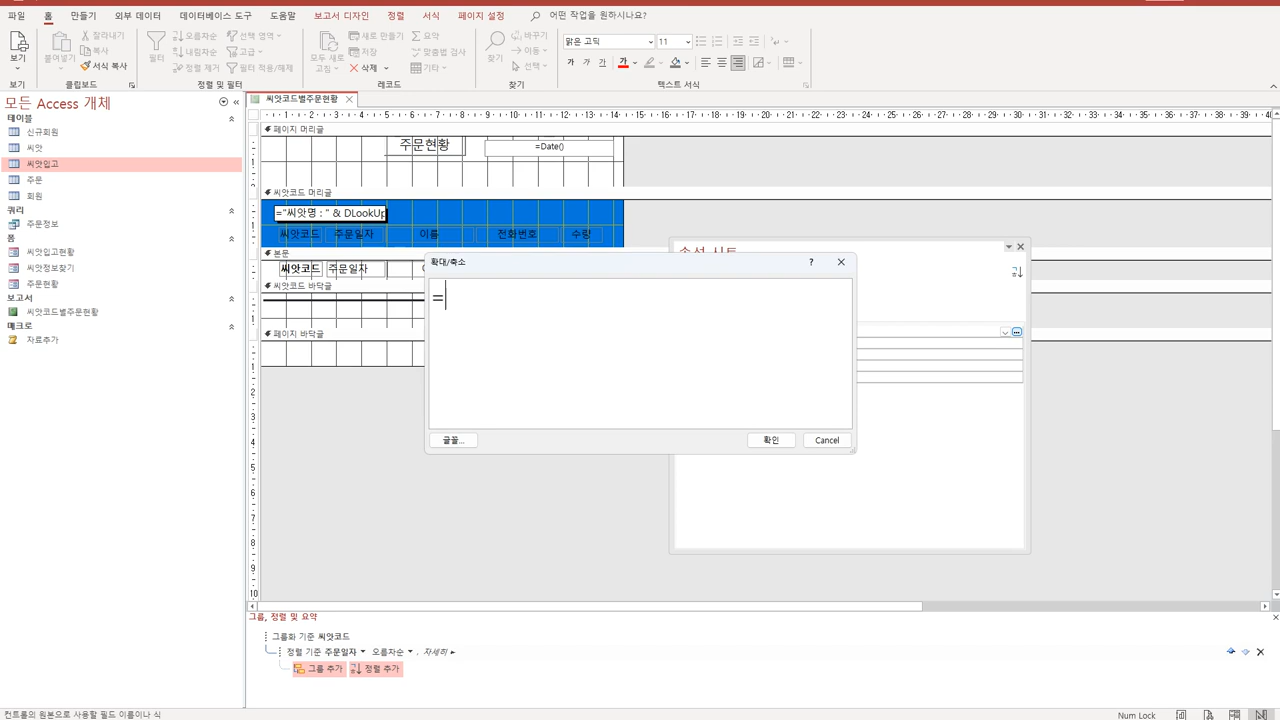 파일 홈 만들기 외부 데이터 데이터베이스 도구 도움말 보고서 디자인 정렬 서식 페이지 설정 어떤 작업을 원하시나요?
보기 붙여넣기 잘라내기 복사 서식 복사
필터 오름차순 내림차순 정렬 제거 선택 영역 고급 필터 적용/해제
모두 새로 고침 새로 만들기 저장 삭제 요약 맞춤법 검사 기타
찾기 바꾸기 이동 선택
맑은 고딕 11
가 가 가 가
보기 클립보드 정렬 및 필터 레코드 찾기 텍스트 서식
모든 Access 개체
테이블
신규회원
씨앗
씨앗입고
주문
회원
쿼리
주문정보
폼
씨앗입고현황
씨앗정보찾기
주문현황
보고서
씨앗코드별주문현황
매크로
자료추가
씨앗코드별주문현황
페이지 머리글
주문현황
=Date()
씨앗코드 머리글
="씨앗명 : " & DLookUp
씨앗코드 주문일자 이름 전화번호 수량
본문
씨앗코드 주문일자
씨앗코드 바닥글
페이지 바닥글
확대/축소
=
글꼴... 확인 Cancel
그룹, 정렬 및 요약
그룹화 기준 씨앗코드
정렬 기준 주문일자 오름차순 , 자세히
그룹 추가 정렬 추가
컨트롤의 원본으로 사용할 필드 이름이나 식
Num Lock